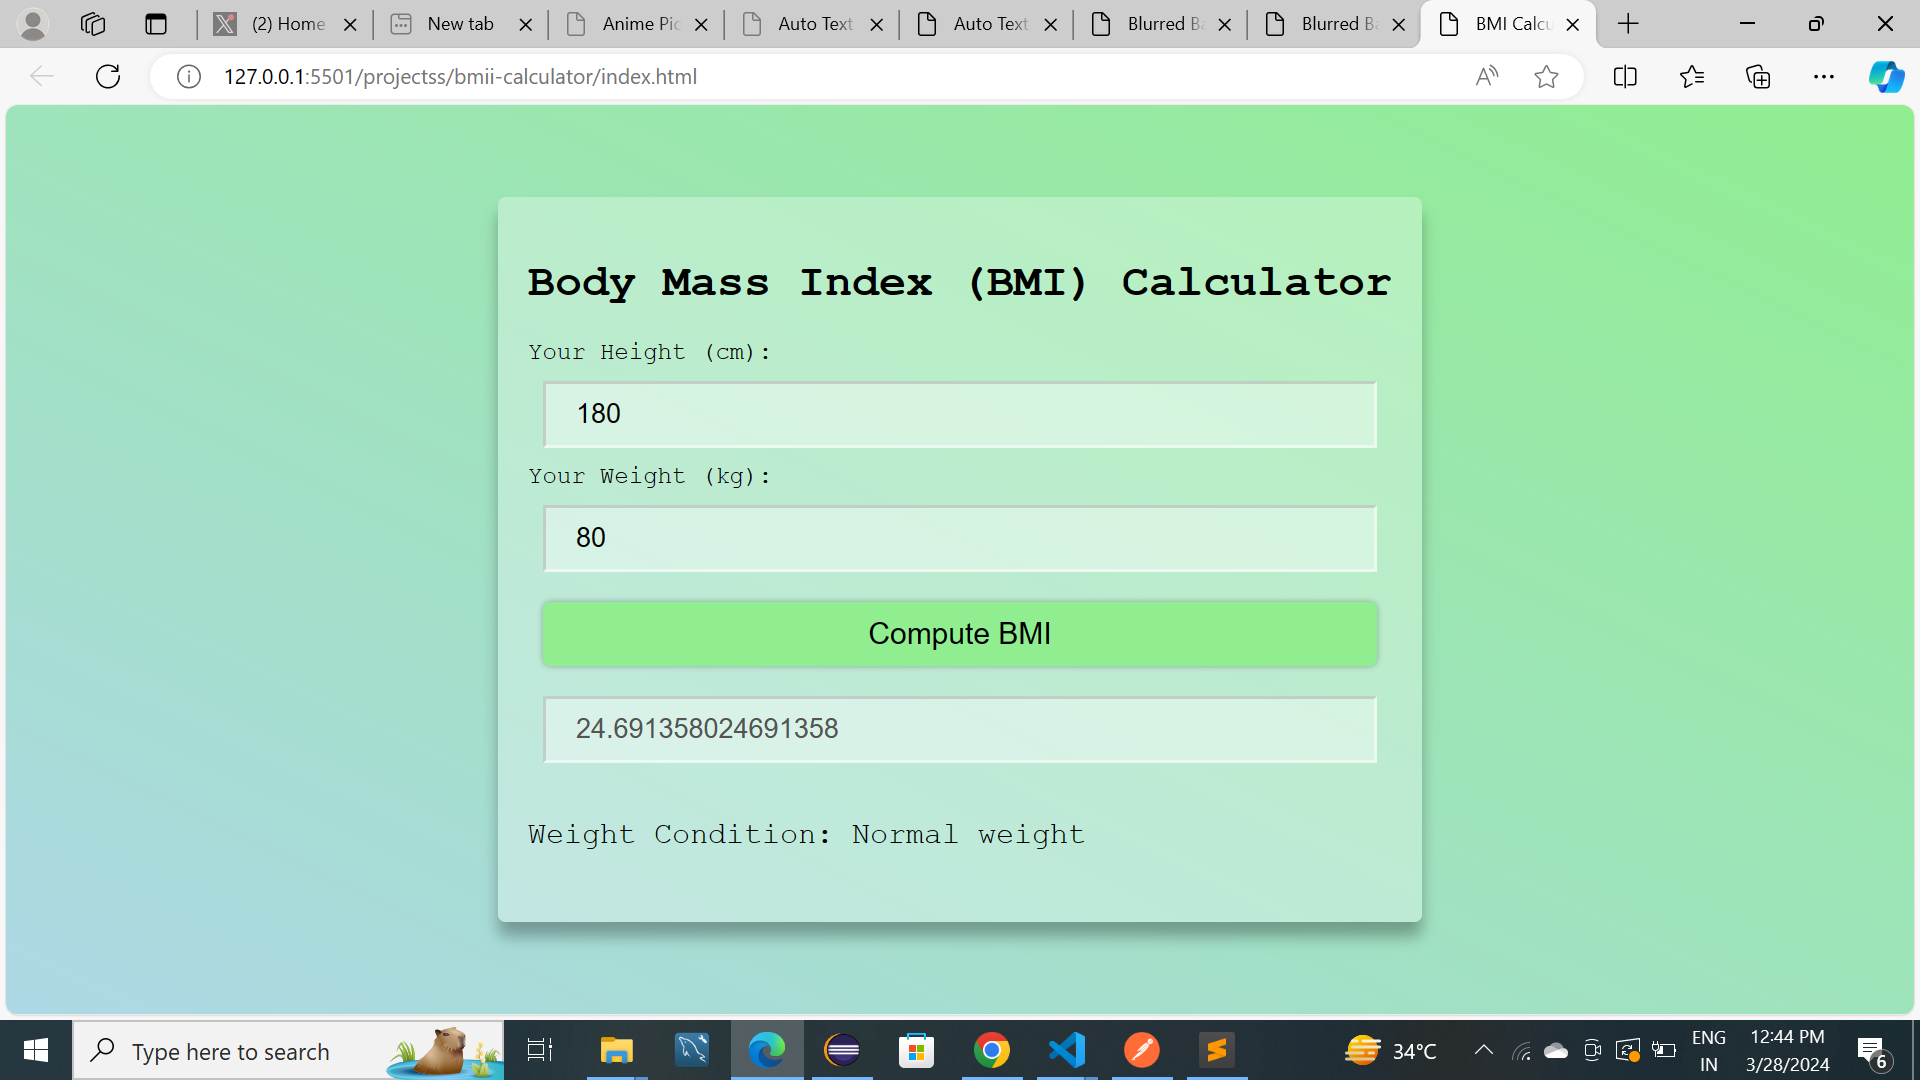 (2) Home
New tab
Anime Pic
Auto Text
Auto Text
Blurred Ba
Blurred Ba
BMI Calcu
127.0.0.1:5501/projectss/bmii-calculator/index.html
Body Mass Index (BMI) Calculator
Your Height (cm):
180
Your Weight (kg):
80
Compute BMI
24.691358024691358
Weight Condition: Normal weight
Type here to search
34°C
ENG
IN
12:44 PM
3/28/2024
6